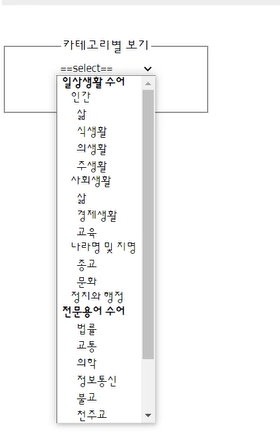 카테고리별 보기
==select==
일상생활 수어
인간
삶
식생활
의생활
주생활
사회생활
삶
경제생활
교육
나라명 및 지명
종교
문화
정치와 행정
전문용어 수어
법률
교통
의학
정보통신
불교
천주교